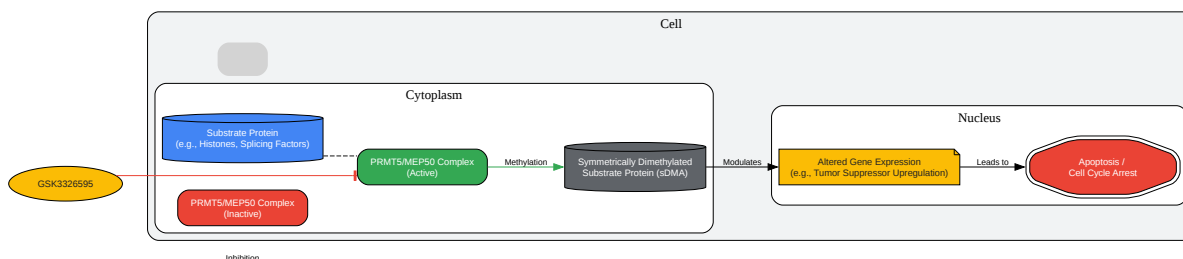 Cell
Cytoplasm
Substrate Protein
(e.g., Histones, Splicing Factors)
GSK3326595
PRMT5/MEP50 Complex
(Active)
PRMT5/MEP50 Complex
(Inactive)
Methylation
Symmetrically Dimethylated
Substrate Protein (sDMA)
Modulates
Nucleus
Altered Gene Expression
(e.g., Tumor Suppressor Upregulation)
Leads to
Apoptosis /
Cell Cycle Arrest
Inhibition